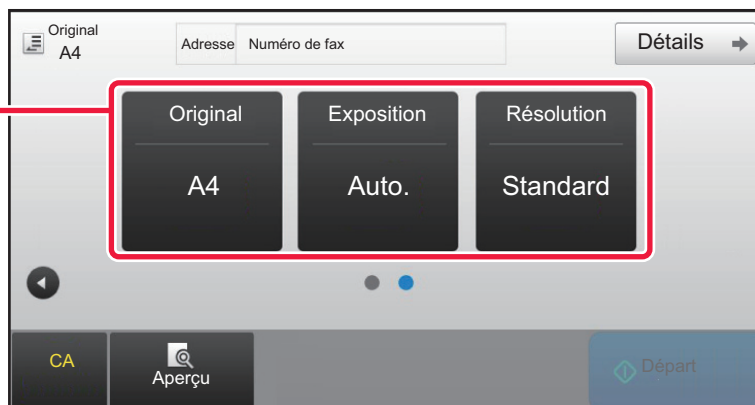 Original
A4
Adresse Numéro de fax
Détails
Original Exposition Résolution
A4 Auto. Standard
CA
Aperçu
Départ